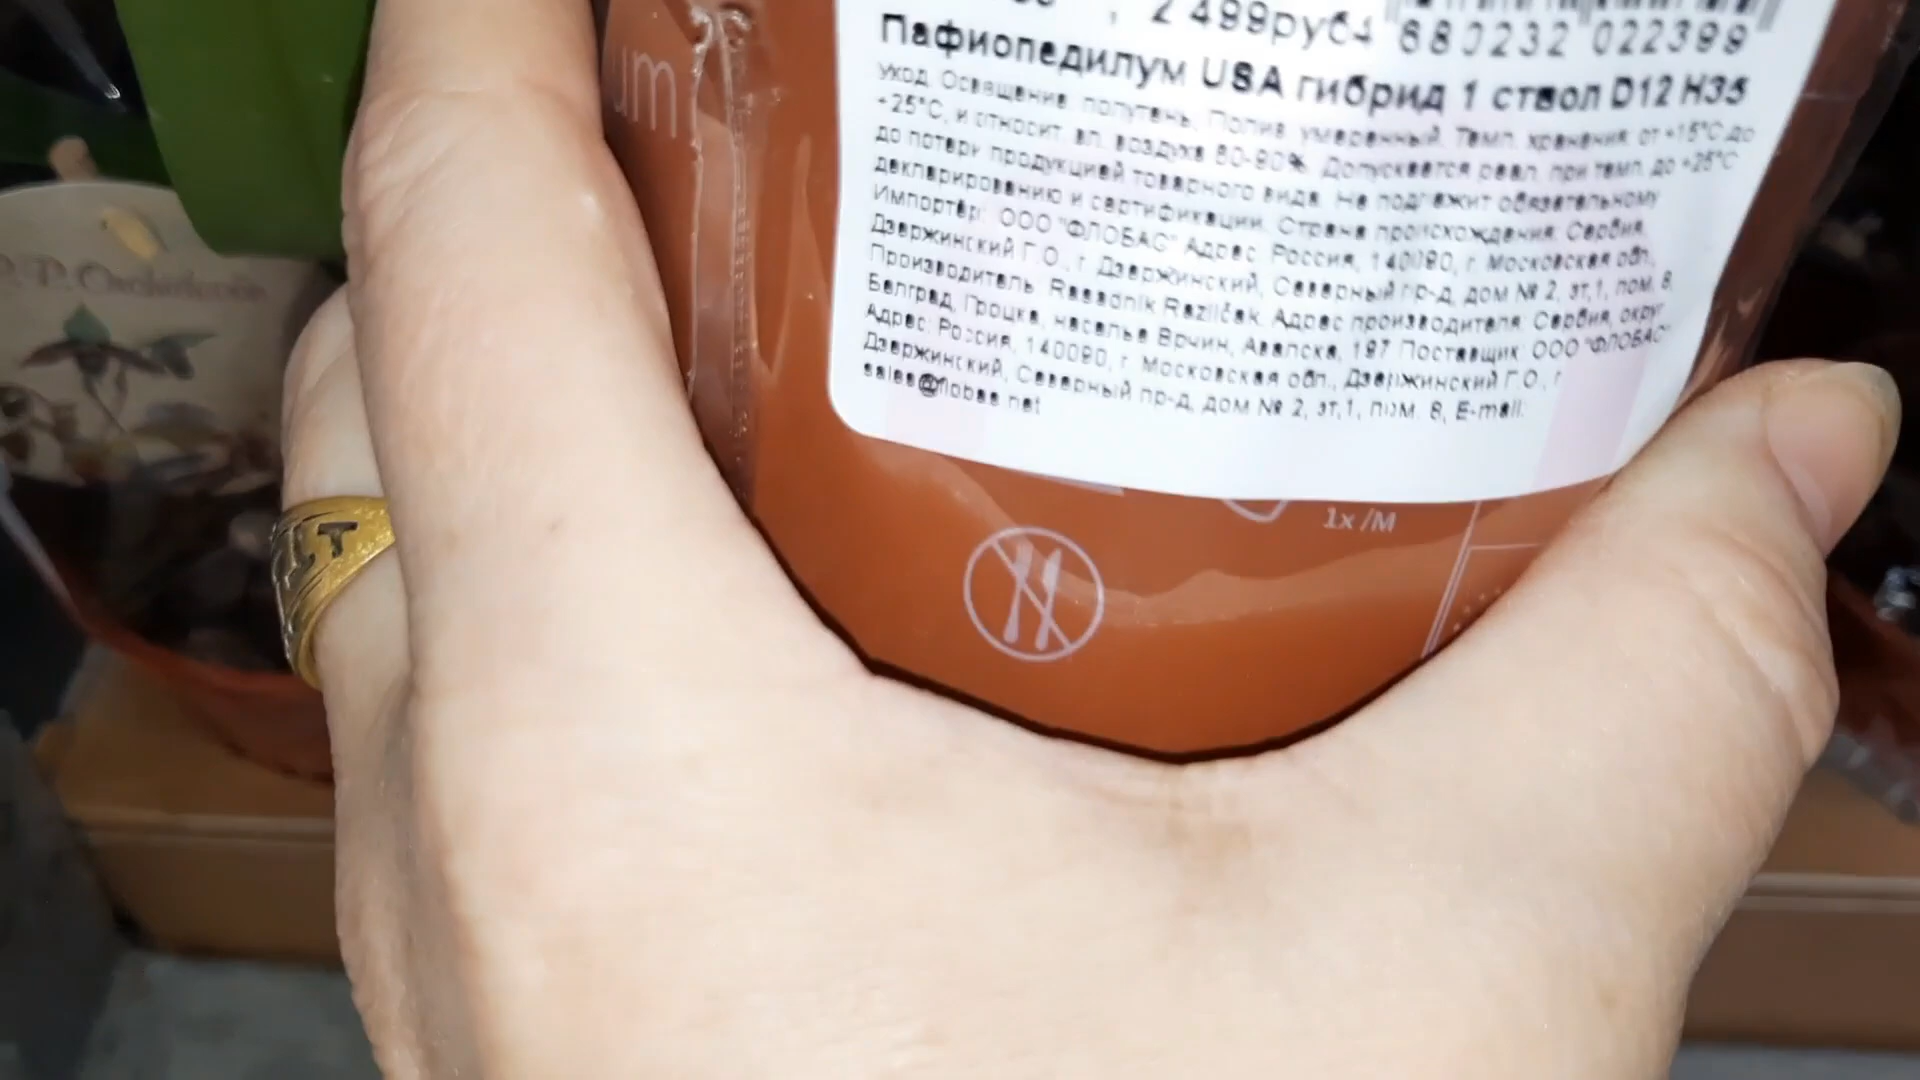 2 499руб
680232 022399
Пафиопедилум USA гибрид 1 ствол D12 H35
Уход. Освещение полутень, Полив умеренный. Темп. хранения от +15°C до
+25°C, и относит. вл. воздуха 80-90%. Допускается реал. при темп. до +25°C
до потери продукцией товарного вида. Не подлежит обязательному
декларированию и сертификации. Страна происхождения: Сербия.
Импортёр: ООО "ФЛОБАС" Адрес: Россия, 140090, г. Московская обл.,
Дзержинский Г.О., г. Дзержинский, Северный пр-д, дом № 2, эт,1, пом. 8,
Производитель: Rasadnik Različak. Адрес производителя: Сербия, округ
Белград, Гроцка, насалье Врчин, Авалска, 197 Поставщик: ООО "ФЛОБАС"
Адрес: Россия, 140090, г. Московская обл., Дзержинский Г.О., г
Дзержинский, Северный пр-д, дом № 2, эт,1, пом. 8, E-mail:
sales@flobas.net
um
1x /M